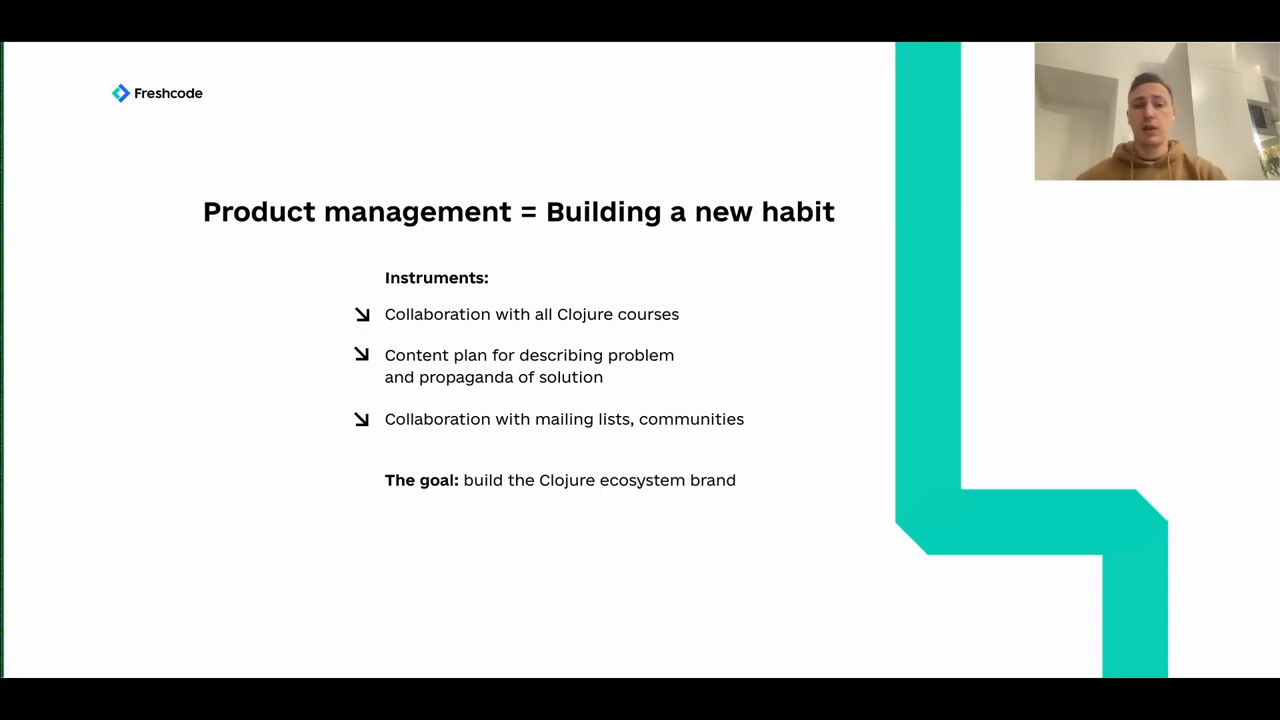 Freshcode
Product management = Building a new habit
Instruments:
Collaboration with all Clojure courses
Content plan for describing problem
and propaganda of solution
Collaboration with mailing lists, communities
The goal: build the Clojure ecosystem brand